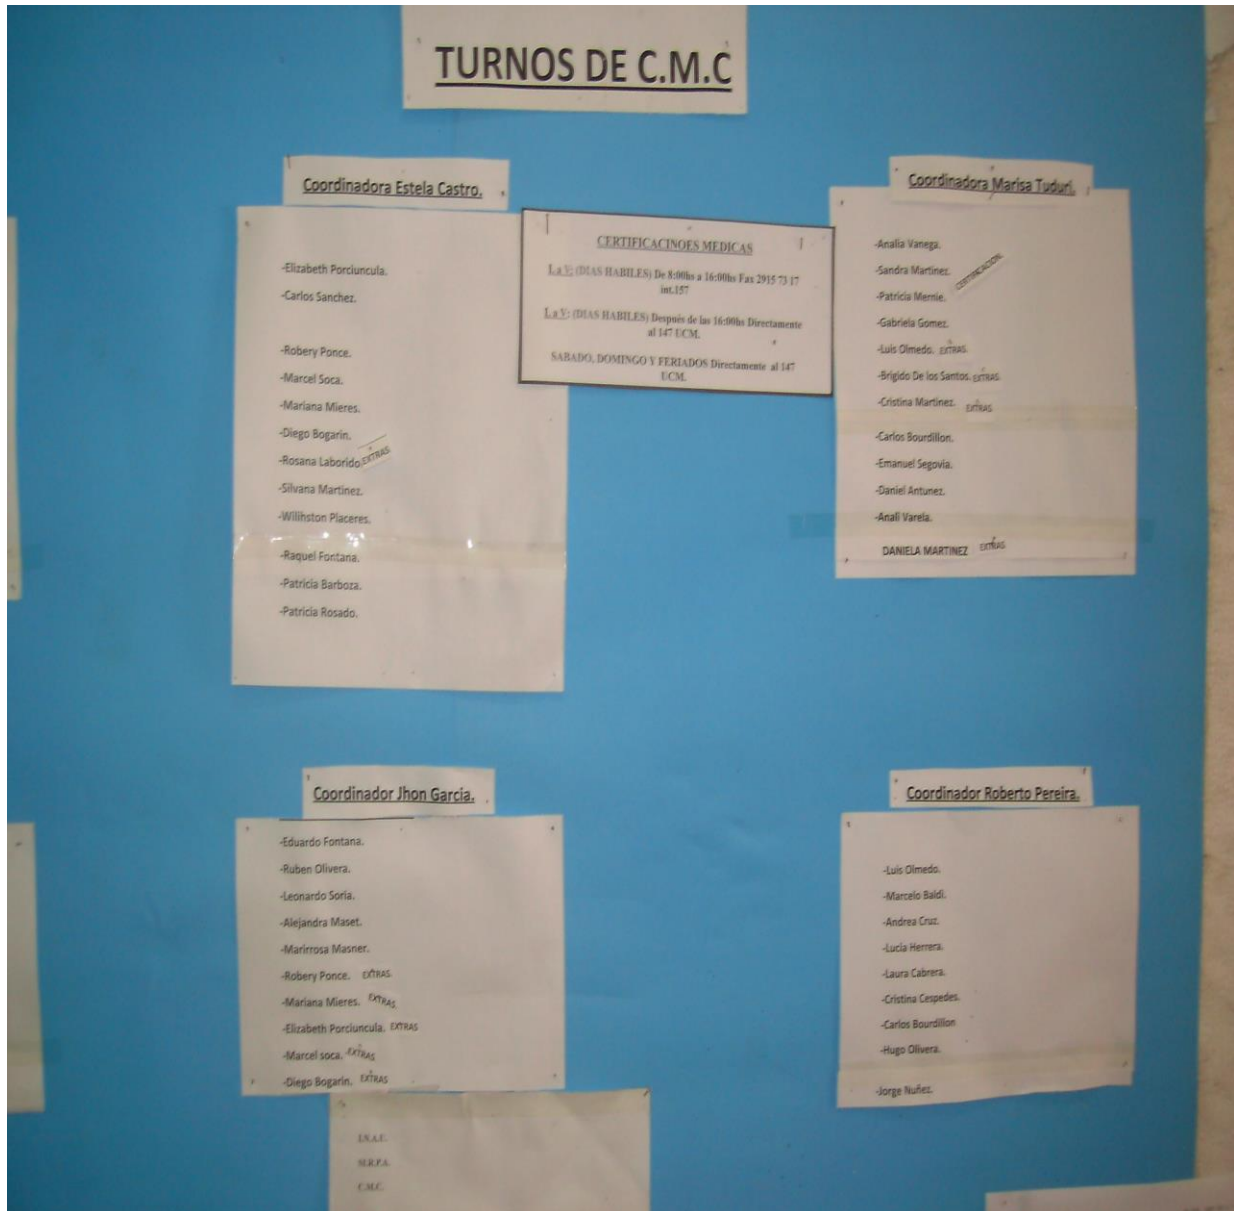 TURNOS DE C.M.C
Coordinadora Estela Castro.
-Elizabeth Porciuncula.
-Carlos Sanchez.
-Robery Ponce.
-Marcel Soca.
-Mariana Mieres.
-Diego Bogarin.
-Rosana Laborido. EXTRAS
-Silvana Martinez.
-Wilihston Placeres.
-Raquel Fontana.
-Patricia Barboza.
-Patricia Rosado.
CERTIFICACINOES MEDICAS
L a V: (DIAS HABILES) De 8:00hs a 16:00hs Fax 2915 73 17
int.157
L a V: (DIAS HABILES) Después de las 16:00hs Directamente
al 147 UCM.
SABADO, DOMINGO Y FERIADOS Directamente al 147
UCM.
Coordinadora Marisa Tuduri.
-Analia Vanega.
-Sandra Martinez. CERTIFICACION.
-Patricia Mernie.
-Gabriela Gomez.
-Luis Olmedo. EXTRAS.
-Brigido De los Santos. EXTRAS
-Cristina Martinez. EXTRAS
-Carlos Bourdillon.
-Emanuel Segovia.
-Daniel Antunez.
-Anali Varela.
DANIELA MARTINEZ EXTRAS
Coordinador Jhon Garcia.
-Eduardo Fontana.
-Ruben Olivera.
-Leonardo Soria.
-Alejandra Maset.
-Marirrosa Masner.
-Robery Ponce. EXTRAS
-Mariana Mieres. EXTRAS
-Elizabeth Porciuncula. EXTRAS
-Marcel soca. EXTRAS
-Diego Bogarin. EXTRAS
Coordinador Roberto Pereira.
-Luis Olmedo.
-Marcelo Baldi.
-Andrea Cruz.
-Lucia Herrera.
-Laura Cabrera.
-Cristina Cespedes.
-Carlos Bourdillon
-Hugo Olivera.
-Jorge Nuñez.
I.N.A.U.
SI.R.P.A.
C.M.C.